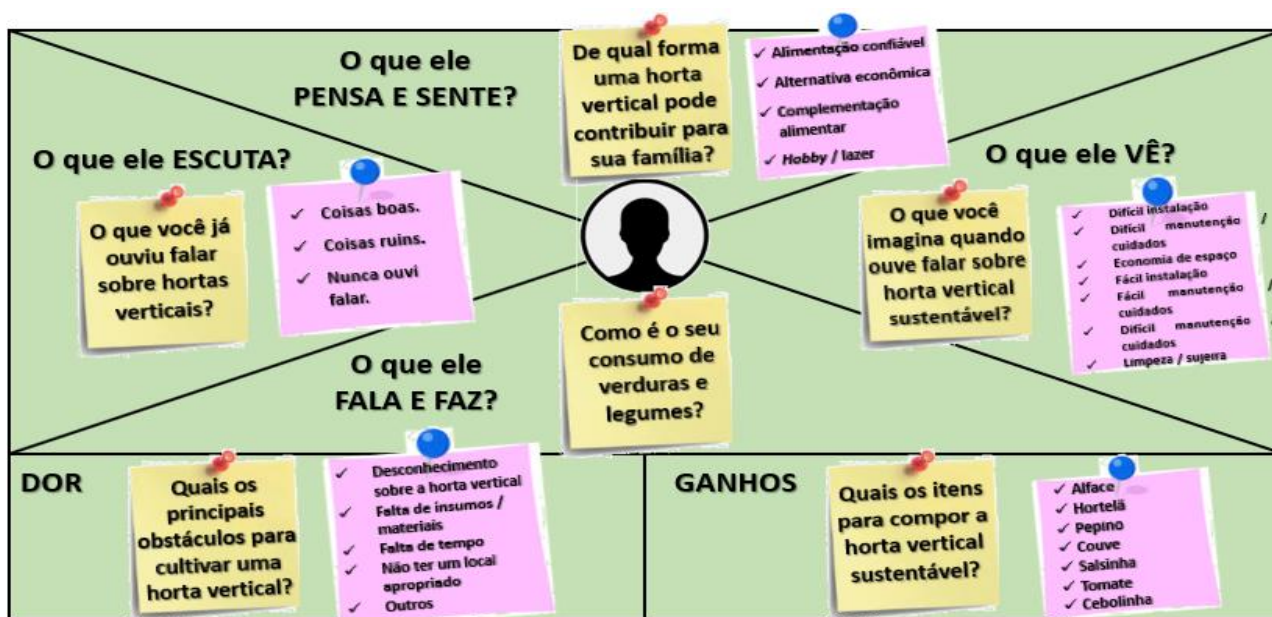 O que ele
PENSA E SENTE?
De qual forma
uma horta
vertical pode
contribuir para
sua família?
✓ Alimentação confiável
✓ Alternativa econômica
✓ Complementação
alimentar
✓ Hobby / lazer
O que ele ESCUTA?
O que você já
ouviu falar
sobre hortas
verticais?
✓ Coisas boas.
✓ Coisas ruins.
✓ Nunca ouvi
falar.
O que ele VÊ?
O que você
imagina quando
ouve falar sobre
horta vertical
sustentável?
✓ Difícil instalação
✓ Difícil manutenção /
cuidados
✓ Economia de espaço
✓ Fácil instalação
✓ Fácil manutenção /
cuidados
✓ Difícil manutenção /
cuidados
✓ Limpeza / sujeira
O que ele
FALA E FAZ?
Como é o seu
consumo de
verduras e
legumes?
DOR
Quais os
principais
obstáculos para
cultivar uma
horta vertical?
✓ Desconhecimento
sobre a horta vertical
✓ Falta de insumos /
materiais
✓ Falta de tempo
✓ Não ter um local
apropriado
✓ Outros
GANHOS
Quais os itens
para compor a
horta vertical
sustentável?
✓ Alface
✓ Hortelã
✓ Pepino
✓ Couve
✓ Salsinha
✓ Tomate
✓ Cebolinha